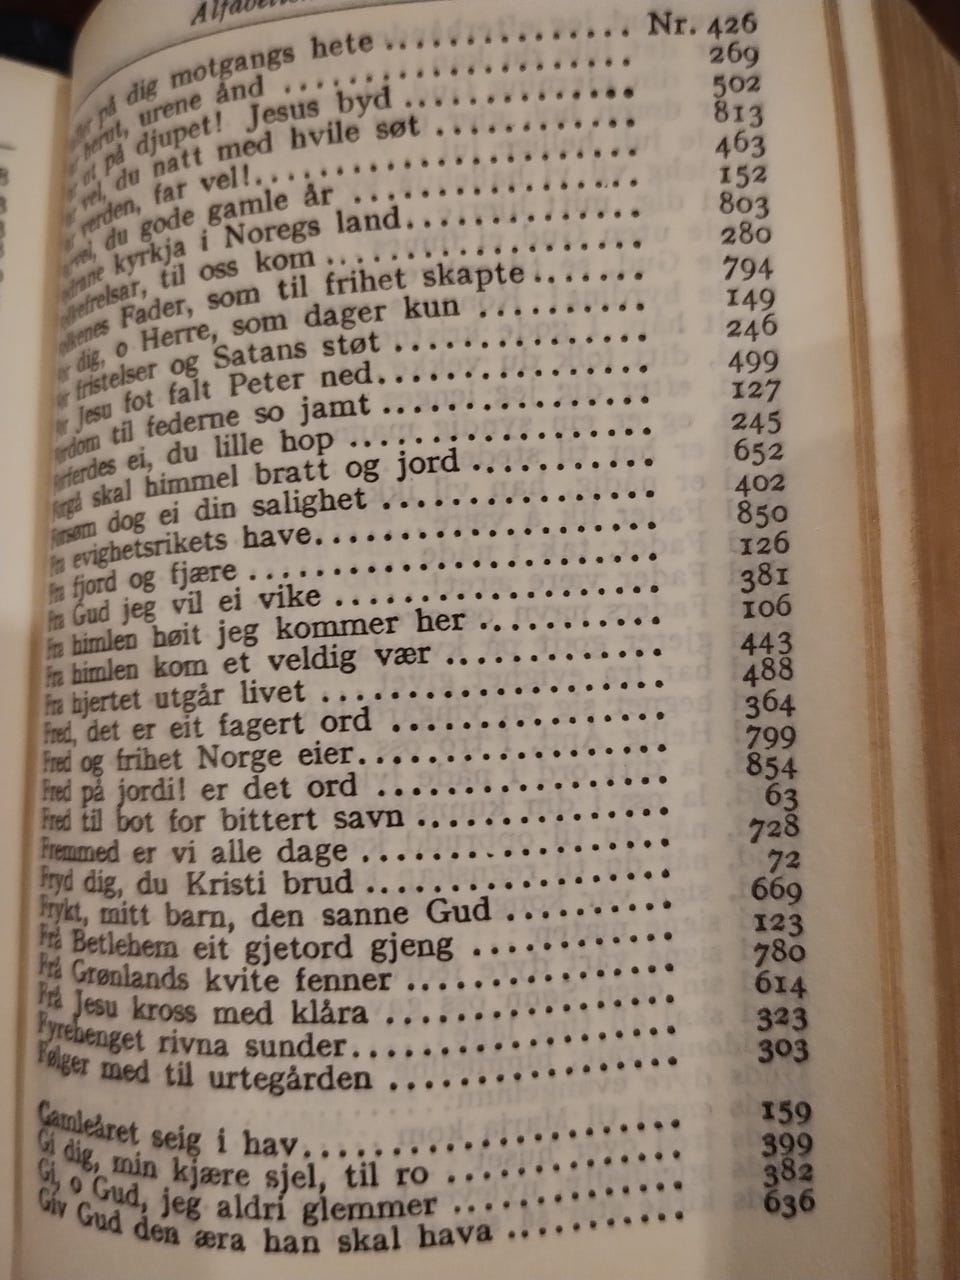 Alfabetisk
på dig motgangs hete ............... Nr. 426
herut, urene ånd ............... 269
ut på djupet! Jesus byd ............... 502
vel, du natt med hvile søt ............... 813
verden, far vel! ............... 463
du gode gamle år ............... 152
kyrkja i Noregs land ............... 803
til oss kom ............... 280
Fader, som til frihet skapte ....... 794
dig, o Herre, som dager kun .......... 149
fristelser og Satans støt ............... 246
Jesu fot falt Peter ned ............... 499
til federne so jamt ............... 127
ei, du lille hop ............... 245
Forgå skal himmel bratt og jord .......... 652
Forsøm dog ei din salighet ............... 402
Fra evighetsrikets have ............... 850
Fra fjord og fjære ............... 126
Fra Gud jeg vil ei vike ............... 381
Fra himlen høit jeg kommer her .......... 106
Fra himlen kom et veldig vær ............ 443
Fra hjertet utgår livet ............... 488
Fred, det er eit fagert ord ............... 364
Fred og frihet Norge eier ............... 799
Fred på jordi! er det ord ............... 854
Fred til bot for bittert savn ............... 63
Fremmed er vi alle dage ............... 728
Fryd dig, du Kristi brud ............... 72
Frykt, mitt barn, den sanne Gud .......... 669
Frå Betlehem eit gjetord gjeng ............ 123
Frå Grønlands kvite fenner ............... 780
Frå Jesu kross med klåra ............... 614
Fyrehenget rivna sunder ............... 323
Følger med til urtegården ............... 303
Gamleåret seig i hav ............... 159
Gi dig, min kjære sjel, til ro ............ 399
Gi, o Gud, jeg aldri glemmer ............ 382
Giv Gud den æra han skal hava .......... 636